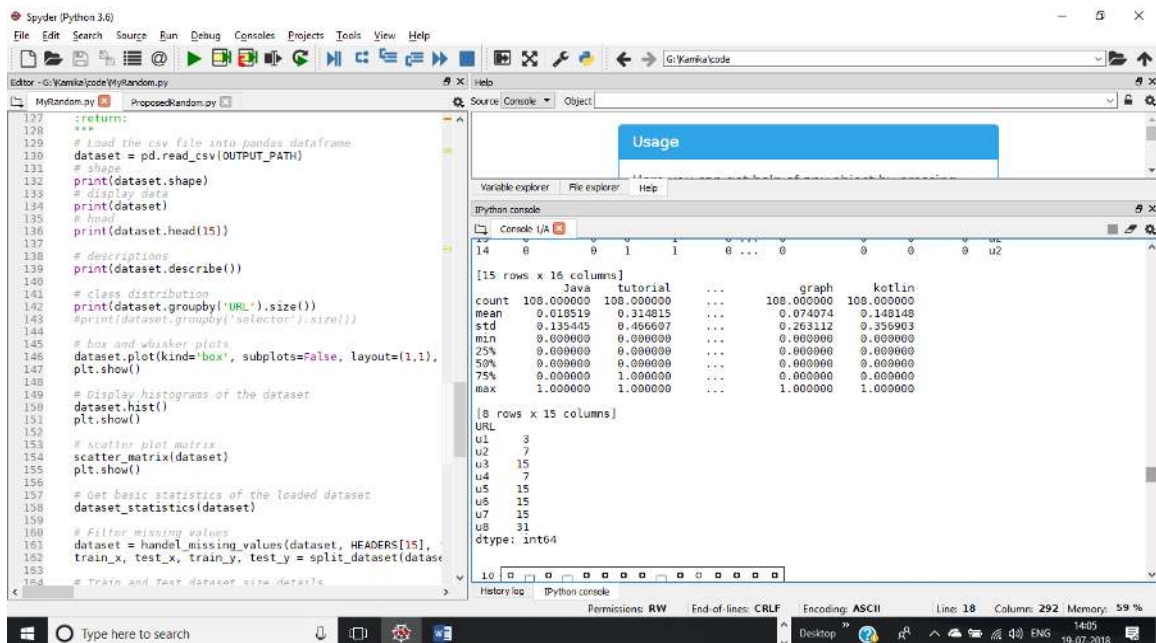 Spyder (Python 3.6)
File Edit Search Source Run Debug Consoles Projects Tools View Help
G:\Kamika\code
Editor - G:\Kamika\code\MyRandom.py
MyRandom.py ProposedRandom.py
127 :return:
128 """
129 # Load the csv file into pandas dataframe
130 dataset = pd.read_csv(OUTPUT_PATH)
131 # shape
132 print(dataset.shape)
133 # display data
134 print(dataset)
135 # head
136 print(dataset.head(15))
137
138 # descriptions
139 print(dataset.describe())
140
141 # class distribution
142 print(dataset.groupby('URL').size())
143 #print(dataset.groupby('selector').size())
144
145 # box and whisker plots
146 dataset.plot(kind='box', subplots=False, layout=(1,1),
147 plt.show()
148
149 # Display histograms of the dataset
150 dataset.hist()
151 plt.show()
152
153 # scatter plot matrix
154 scatter_matrix(dataset)
155 plt.show()
156
157 # Get basic statistics of the loaded dataset
158 dataset_statistics(dataset)
159
160 # Filter missing values
161 dataset = handel_missing_values(dataset, HEADERS[15],
162 train_x, test_x, train_y, test_y = split_dataset(datase
163
164 # Train and Test dataset size details
Help
Source Console Object
Usage
Variable explorer File explorer Help
IPython console
Console 1/A
14 0 0 1 1 0 ... 0 0 0 0 u2
[15 rows x 16 columns]
Java tutorial ... graph kotlin
count 108.000000 108.000000 ... 108.000000 108.000000
mean 0.018519 0.314815 ... 0.074074 0.148148
std 0.135445 0.466607 ... 0.263112 0.356903
min 0.000000 0.000000 ... 0.000000 0.000000
25% 0.000000 0.000000 ... 0.000000 0.000000
50% 0.000000 0.000000 ... 0.000000 0.000000
75% 0.000000 1.000000 ... 0.000000 0.000000
max 1.000000 1.000000 ... 1.000000 1.000000
[8 rows x 15 columns]
URL
u1 3
u2 7
u3 15
u4 7
u5 15
u6 15
u7 15
u8 31
dtype: int64
1.0
History log IPython console
Permissions: RW End-of-lines: CRLF Encoding: ASCII Line: 18 Column: 292 Memory: 59 %
Type here to search
Desktop
ENG
14:05
19-07-2018